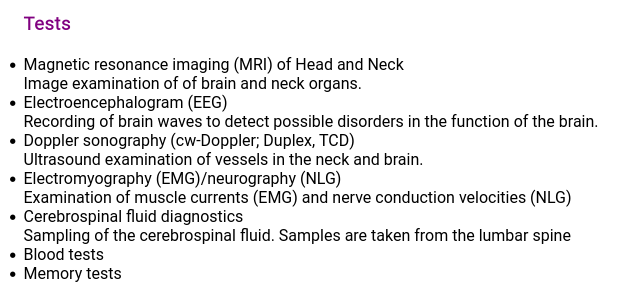 Tests
• Magnetic resonance imaging (MRI) of Head and Neck
Image examination of of brain and neck organs.
• Electroencephalogram (EEG)
Recording of brain waves to detect possible disorders in the function of the brain.
• Doppler sonography (cw-Doppler; Duplex, TCD)
Ultrasound examination of vessels in the neck and brain.
• Electromyography (EMG)/neurography (NLG)
Examination of muscle currents (EMG) and nerve conduction velocities (NLG)
• Cerebrospinal fluid diagnostics
Sampling of the cerebrospinal fluid. Samples are taken from the lumbar spine
• Blood tests
• Memory tests